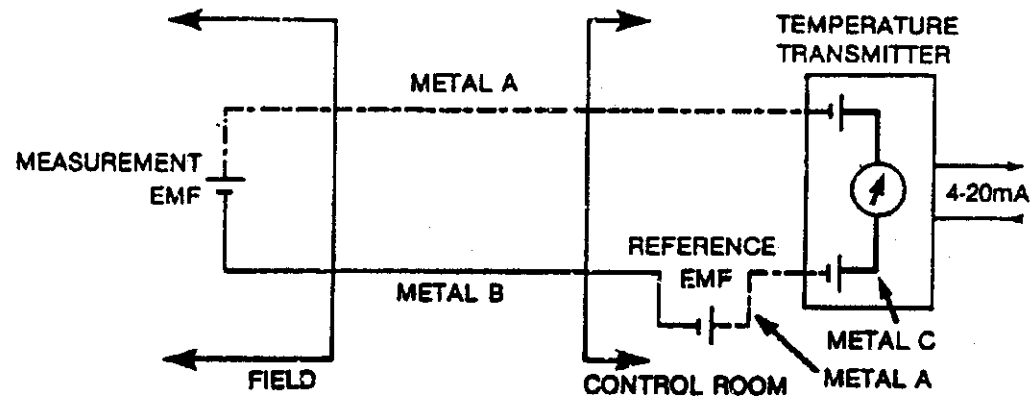 TEMPERATURE
TRANSMITTER
METAL A
MEASUREMENT
EMF
4-20mA
REFERENCE
EMF
METAL B
METAL C
FIELD
CONTROL ROOM
METAL A